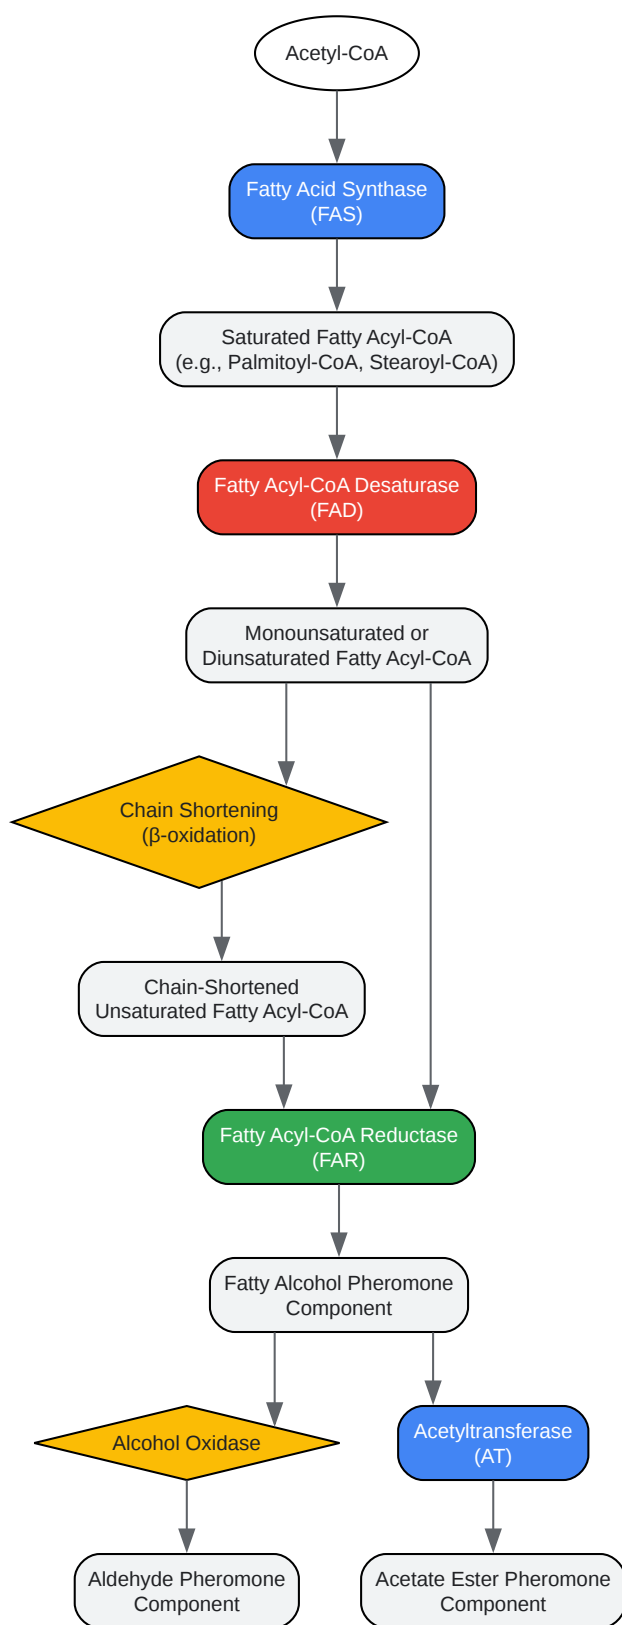 Acetyl-CoA
Fatty Acid Synthase
(FAS)
Saturated Fatty Acyl-CoA
(e.g., Palmitoyl-CoA, Stearoyl-CoA)
Fatty Acyl-CoA Desaturase
(FAD)
Monounsaturated or
Diunsaturated Fatty Acyl-CoA
Chain Shortening
(β-oxidation)
Chain-Shortened
Unsaturated Fatty Acyl-CoA
Fatty Acyl-CoA Reductase
(FAR)
Fatty Alcohol Pheromone
Component
Alcohol Oxidase
Acetyltransferase
(AT)
Aldehyde Pheromone
Component
Acetate Ester Pheromone
Component